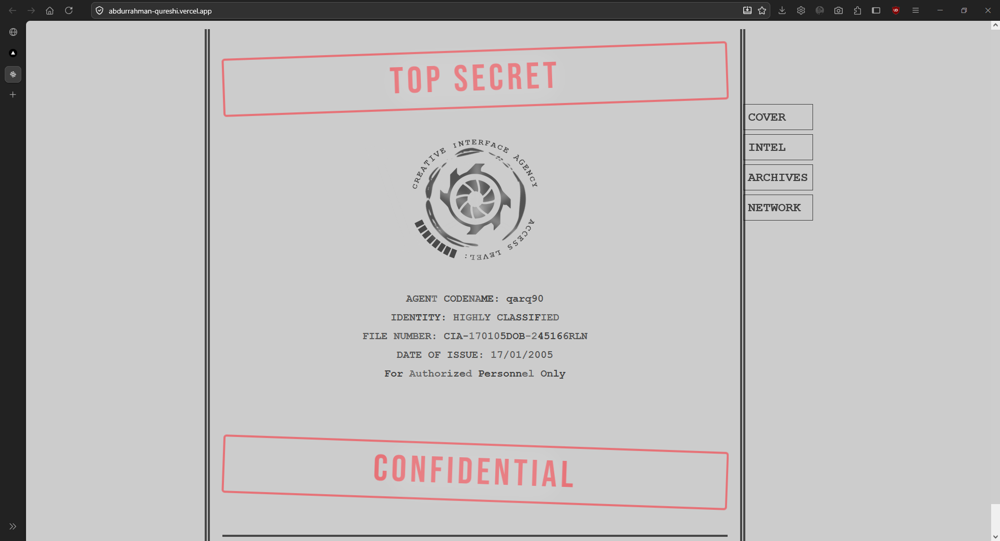 abdurrahman-qureshi.vercel.app
TOP SECRET
CREATIVE INTERFACE AGENCY
ACCESS LEVEL:
COVER
INTEL
ARCHIVES
NETWORK
AGENT CODENAME: qarq90
IDENTITY: HIGHLY CLASSIFIED
FILE NUMBER: CIA-170105DOB-245166RLN
DATE OF ISSUE: 17/01/2005
For Authorized Personnel Only
CONFIDENTIAL